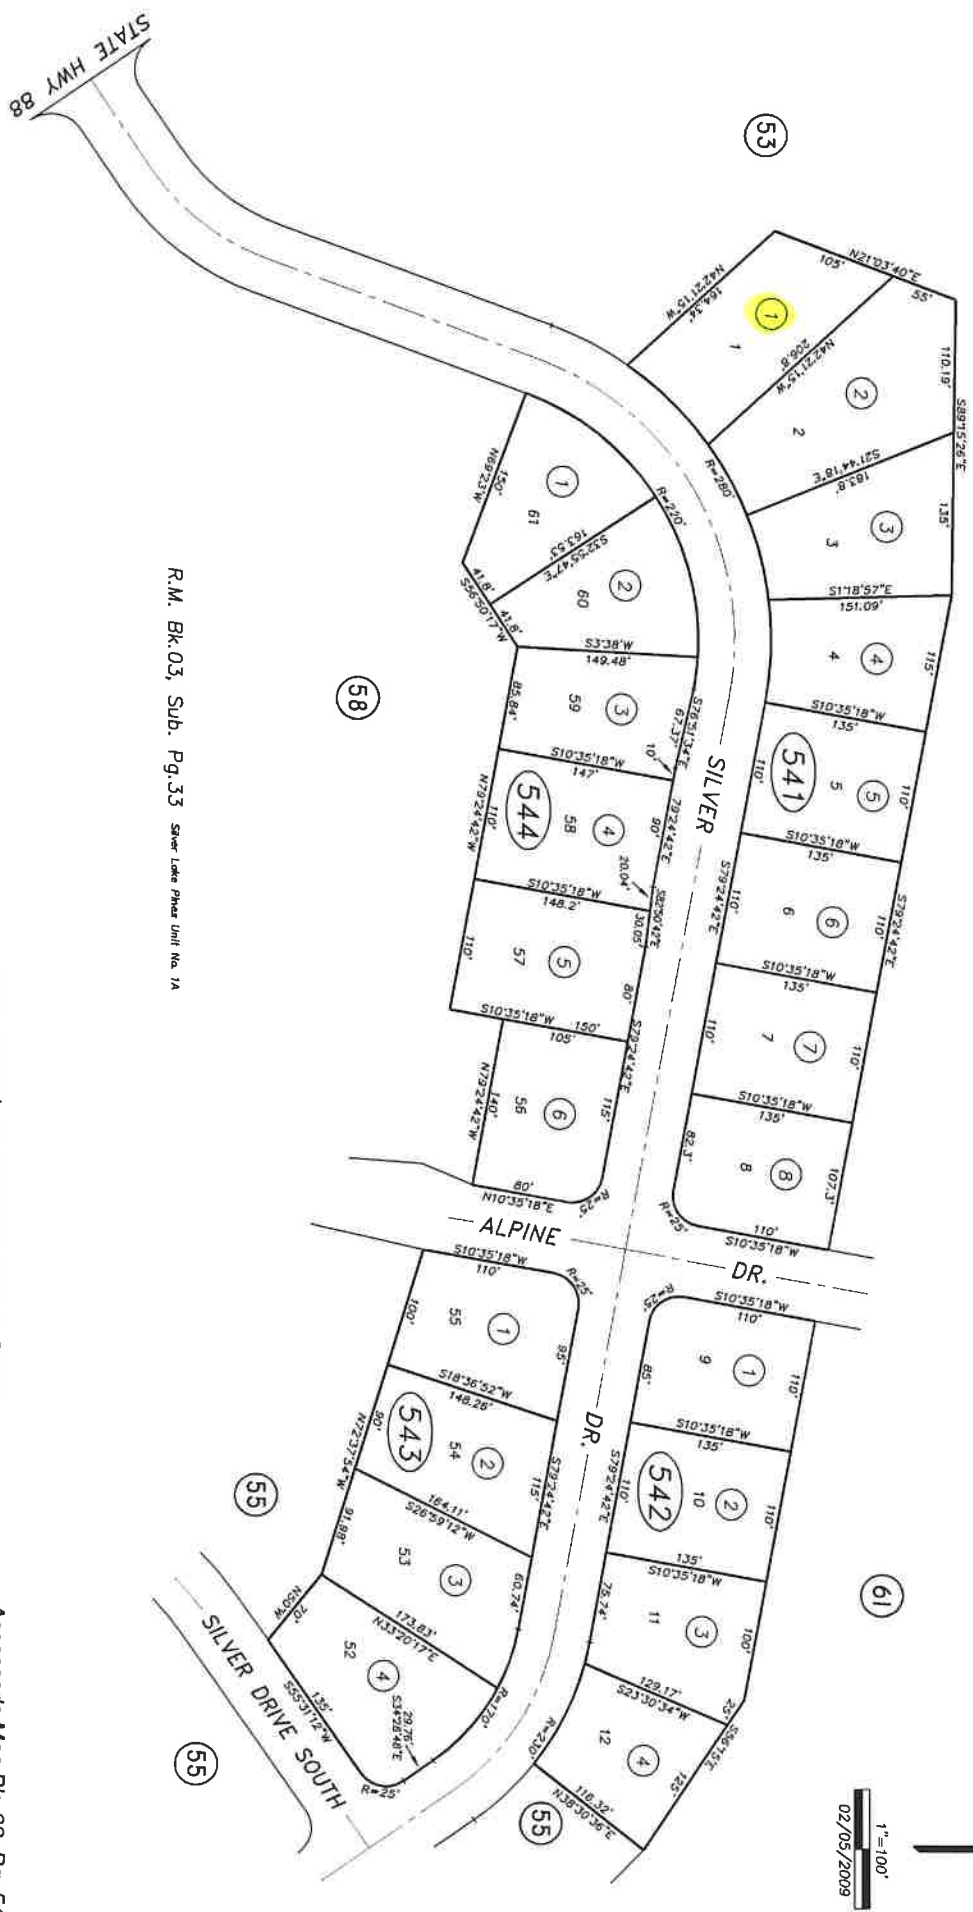 STATE HWY 88
53
N21°03'40"E
105'
55'
N42°21'15"W
164.34'
1
1
N42°21'15"W
206.8'
110.19'
S89°15'26"E
135'
2
2
S21°44'18"E
183.8'
3
3
S1°18'57"E
151.09'
R=280'
115'
4
4
S10°35'18"W
135'
110'
541
5
5
110'
S10°35'18"W
135'
S79°24'42"E
110'
6
6
S79°24'42"E
110'
S10°35'18"W
135'
110'
7
7
110'
S10°35'18"W
135'
107.3'
8
8
82.3'
R=25'
110'
S10°35'18"W
SILVER
DR.
R=220'
1
61
N69°23'W
150'
S32°55'47"E
163.53'
41.8'
S56°50'17"W
41.8'
2
60
S3°38'W
149.48'
S76°51'34"E
67.37'
10'
3
59
85.84'
S10°35'18"W
147'
79°24'42"E
90'
4
58
544
N79°24'42"W
110'
20.04'
S82°50'42"E
30.05'
S10°35'18"W
148.2'
5
57
110'
80'
S79°24'42"E
S10°35'18"W
150'
105'
6
56
115'
N79°24'42"W
140'
80'
N10°35'18"E
R=25'
58
R.M. Bk.03, Sub. Pg.33 Silver Lake Pines Unit No. 1A
ALPINE
DR.
S10°35'18"W
110'
R=25'
1
55
100'
95'
S18°36'52"W
148.26'
543
2
54
90'
N72°37'54"W
S79°24'42"E
115'
164.11'
S26°59'12"W
3
53
91.98'
60.74'
173.83'
N33°20'17"E
R=170'
N50°W
70'
4
52
S55°31'12"W
135'
29.76'
S34°28'48"E
R=25'
SILVER DRIVE SOUTH
55
55
55
R=25'
S10°35'18"W
110'
1
9
110'
85'
S10°35'18"W
135'
542
2
10
110'
S79°24'42"E
110'
135'
S10°35'18"W
3
11
100'
75.74'
129.17'
S23°30'34"W
25'
S56°15'E
125'
4
12
R=230'
116.32'
N38°30'36"E
61
1"=100'
02/05/2009